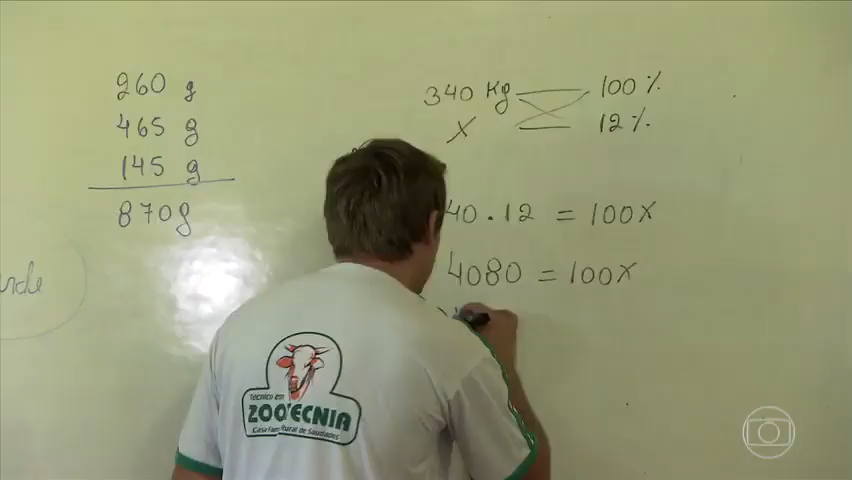 260 g
465 g
145 g
870g
340 Kg 100%
X 12%
40 . 12 = 100X
4080 = 100X
Técnico em
ZOOTECNIA
Casa Familiar Rural de Saudades